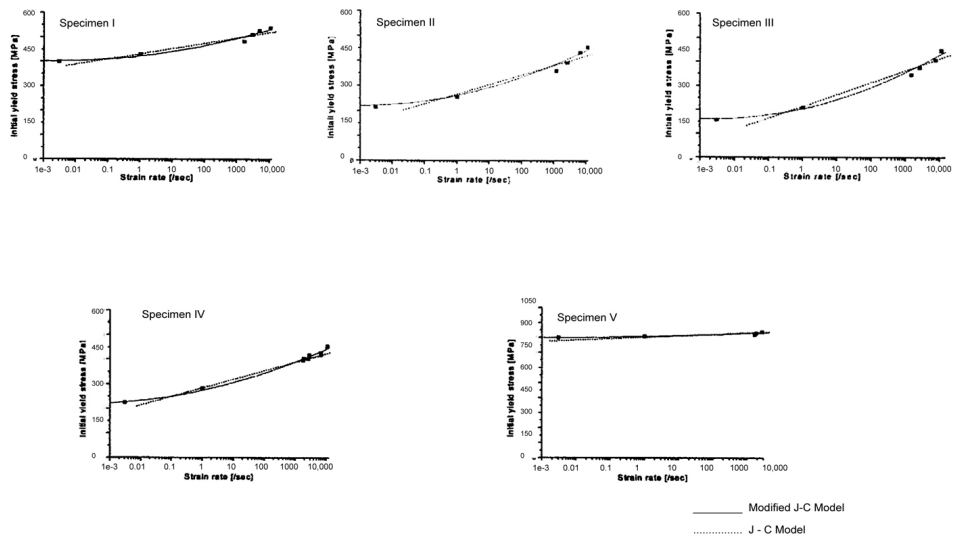 Specimen I
Initial yield stress [MPa]
600
450
300
150
0
1e-3 0.01 0.1 1 10 100 1000 10,000
Strain rate [/sec]
Specimen II
Initail yield stress [MPa]
600
450
300
150
0
1e-3 0.01 0.1 1 10 100 1000 10,000
Strain rate [/sec]
Specimen III
Initial yield stress [MPa]
600
450
300
150
0
1e-3 0.01 0.1 1 10 100 1000 10,000
Strain rate [/sec]
Specimen IV
Initial yield stress [MPa]
600
450
300
150
0
1e-3 0.01 0.1 1 10 100 1000 10,000
Strain rate [/sec]
Specimen V
Initial yield stress [MPa]
1050
900
750
600
450
300
150
0
1e-3 0.01 0.1 1 10 100 1000 10,000
Strain rate [/sec]
Modified J-C Model
J - C Model